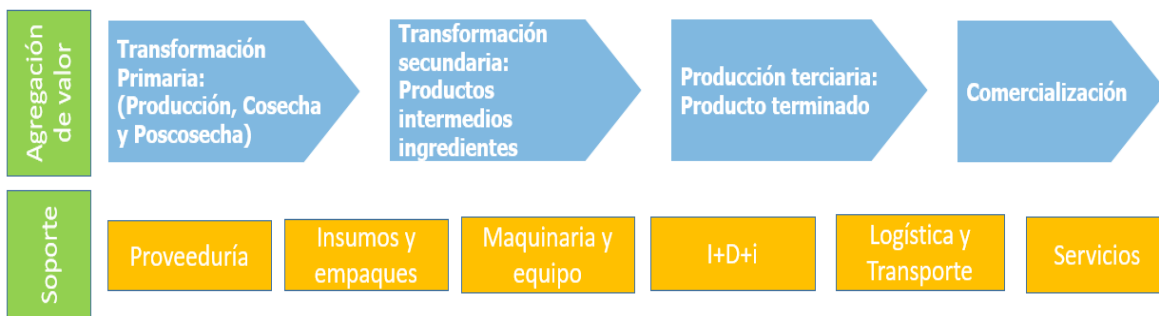 Agregación
de valor
Transformación
Primaria:
(Producción, Cosecha
y Poscosecha)
Transformación
secundaria:
Productos
intermedios
ingredientes
Producción terciaria:
Producto terminado
Comercialización
Soporte
Proveeduría
Insumos y
empaques
Maquinaria y
equipo
I+D+i
Logística y
Transporte
Servicios